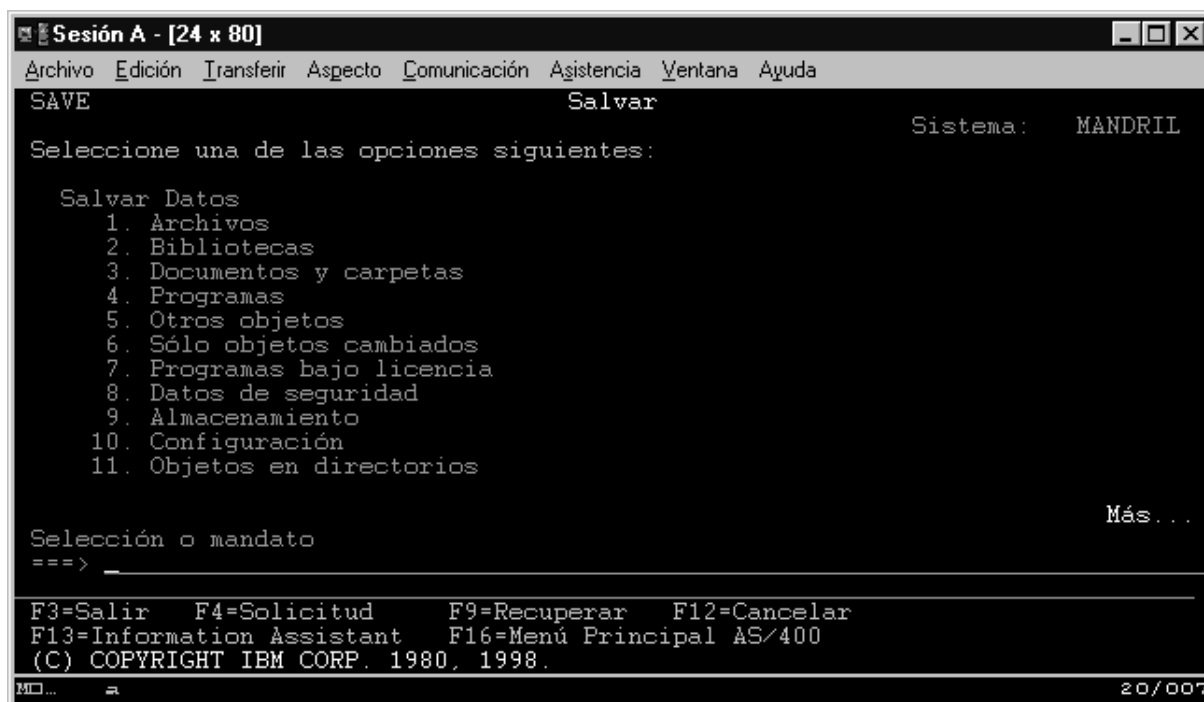 Sesión A - [24 x 80]
Archivo Edición Transferir Aspecto Comunicación Asistencia Ventana Ayuda
SAVE Salvar
Sistema: MANDRIL
Seleccione una de las opciones siguientes:
Salvar Datos
1. Archivos
2. Bibliotecas
3. Documentos y carpetas
4. Programas
5. Otros objetos
6. Sólo objetos cambiados
7. Programas bajo licencia
8. Datos de seguridad
9. Almacenamiento
10. Configuración
11. Objetos en directorios
Más...
Selección o mandato
===> _
F3=Salir F4=Solicitud F9=Recuperar F12=Cancelar
F13=Information Assistant F16=Menú Principal AS/400
(C) COPYRIGHT IBM CORP. 1980, 1998.
a 20/007